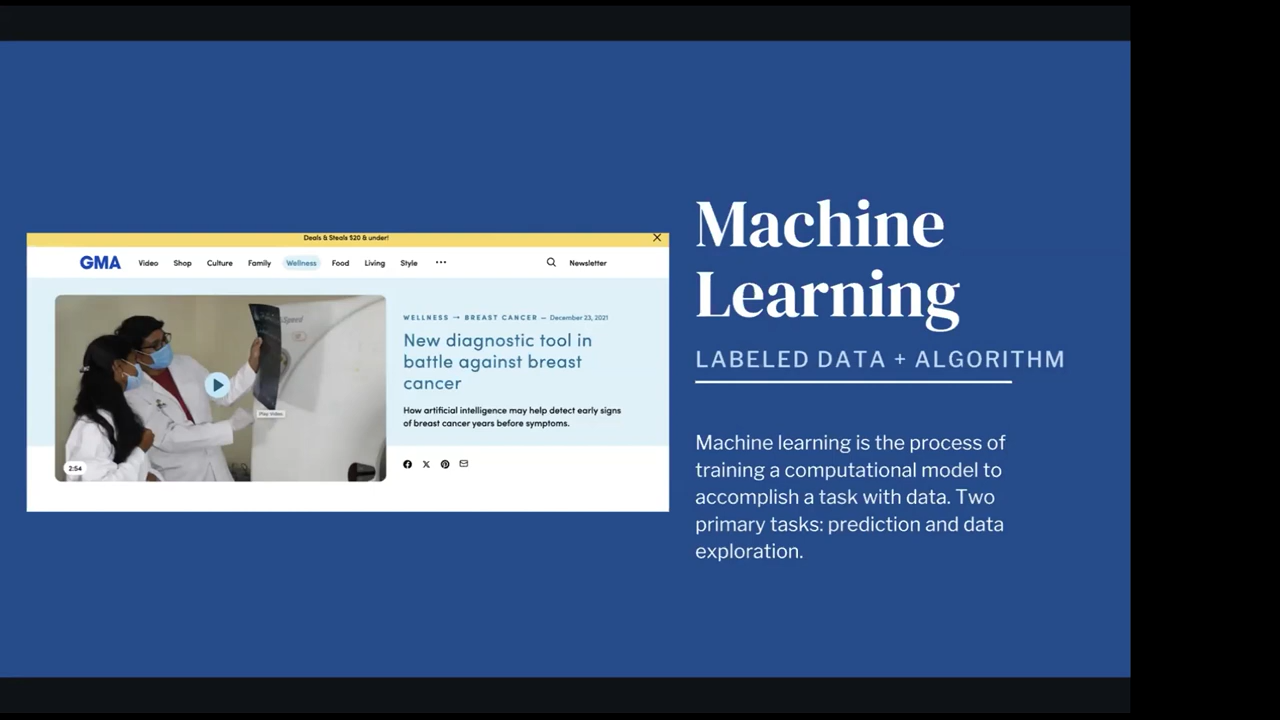 Deals & Steals $20 & under!
GMA Video Shop Culture Family Wellness Food Living Style ••• Newsletter
Speed
WELLNESS → BREAST CANCER — December 23, 2021
New diagnostic tool in
battle against breast
cancer
How artificial intelligence may help detect early signs
of breast cancer years before symptoms.
Play Video
2:54
Machine
Learning
LABELED DATA + ALGORITHM
Machine learning is the process of
training a computational model to
accomplish a task with data. Two
primary tasks: prediction and data
exploration.